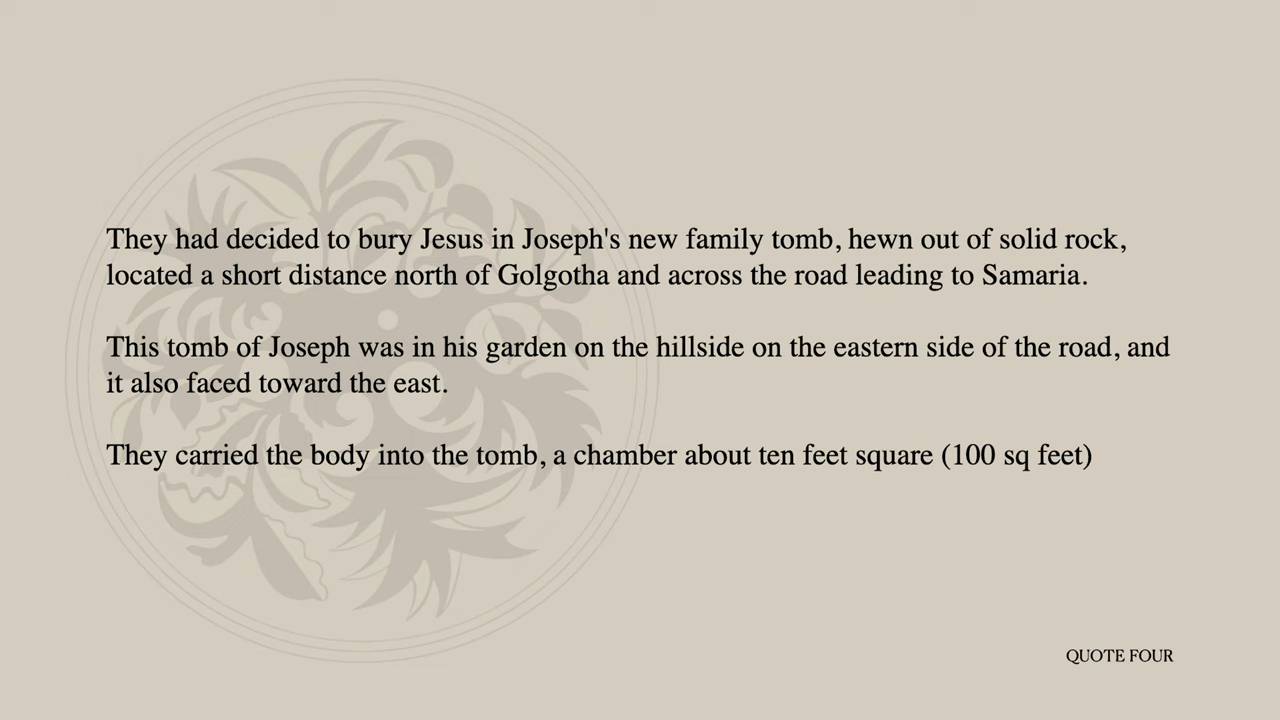 They had decided to bury Jesus in Joseph's new family tomb, hewn out of solid rock,
located a short distance north of Golgotha and across the road leading to Samaria.
This tomb of Joseph was in his garden on the hillside on the eastern side of the road, and
it also faced toward the east.
They carried the body into the tomb, a chamber about ten feet square (100 sq feet)
QUOTE FOUR